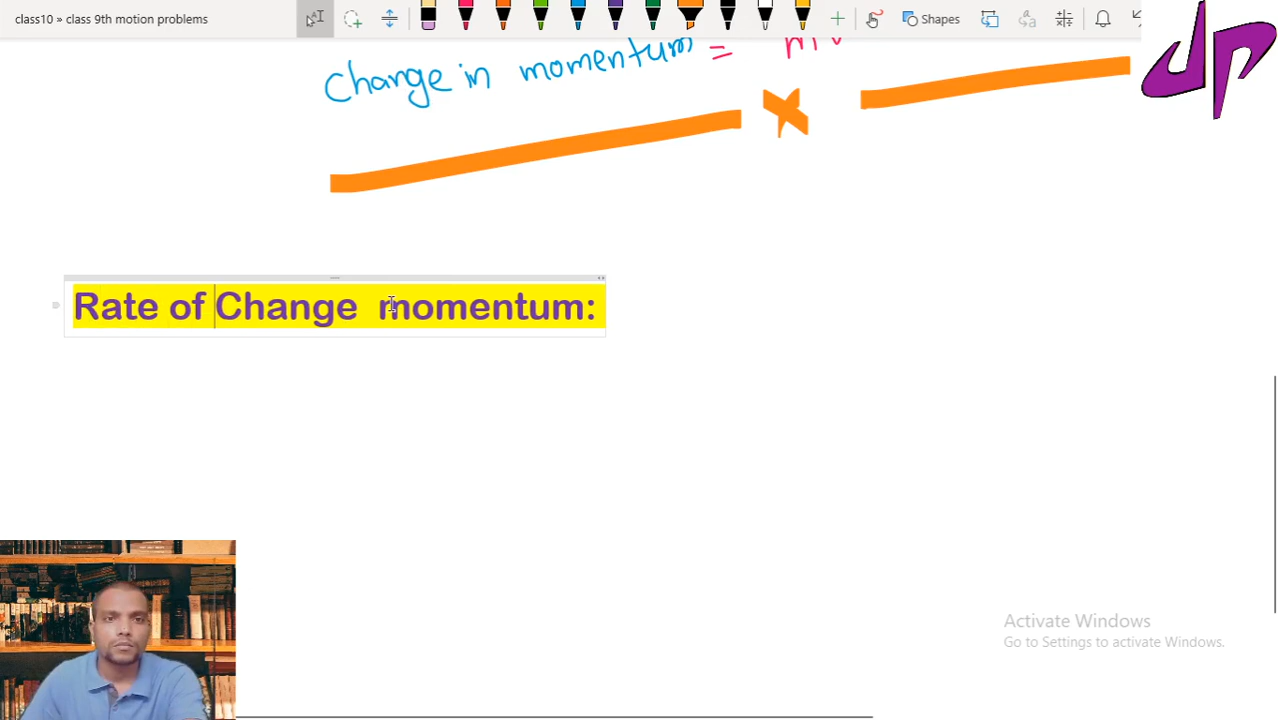 class10 » class 9th motion problems
Shapes
Change in momentum =
Rate of Change momentum:
Activate Windows
Go to Settings to activate Windows.
dp